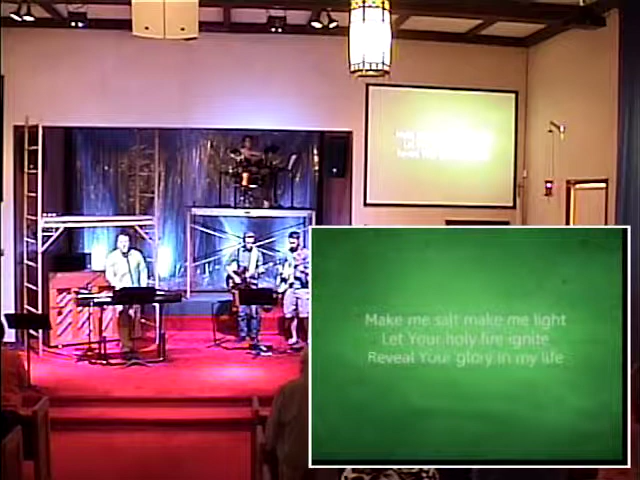 Make me salt make me light
Let Your holy fire ignite
Reveal Your glory in my life